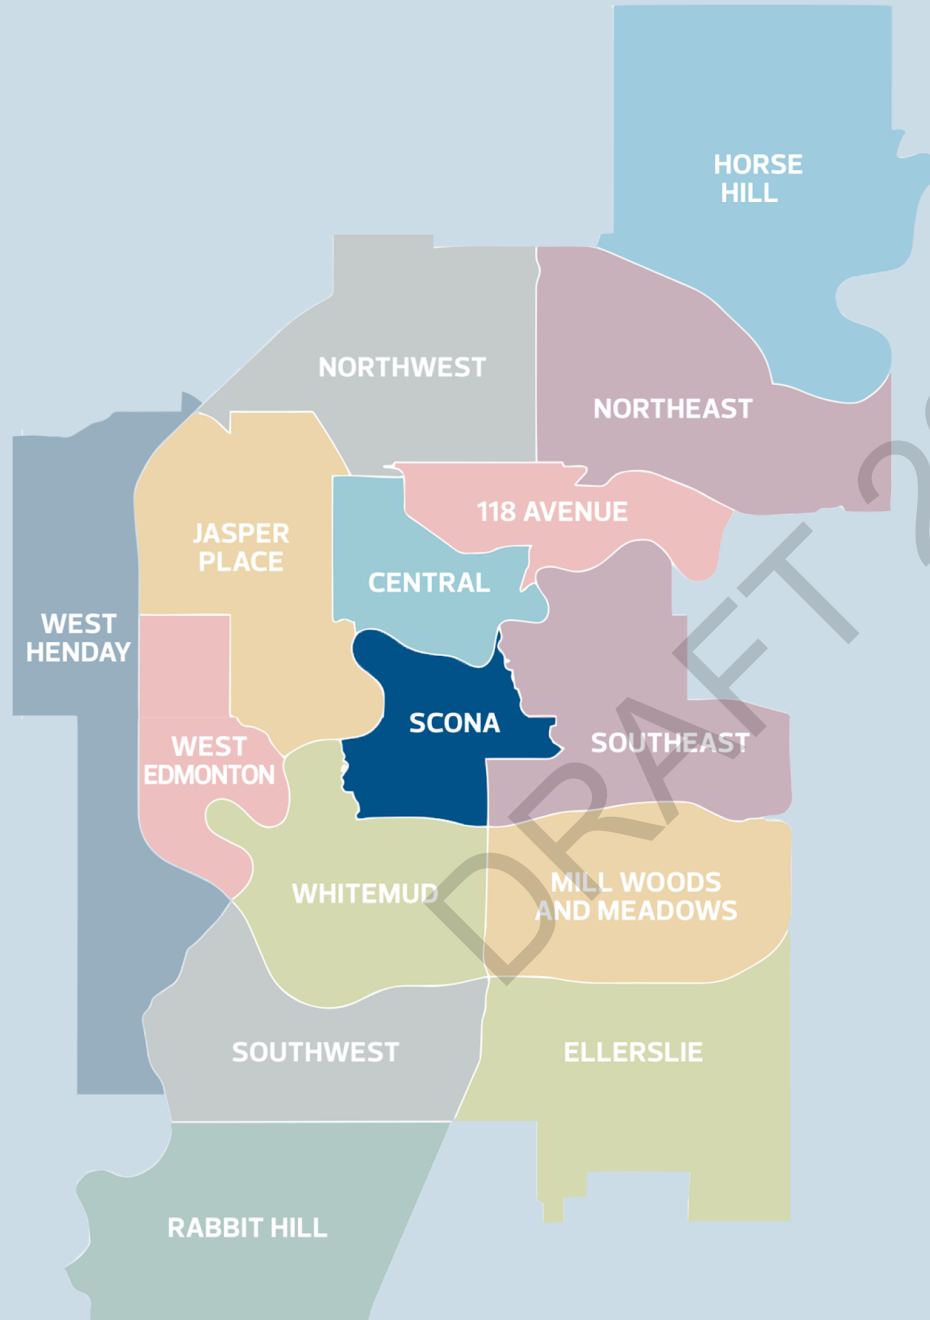 HORSE
HILL
NORTHWEST
NORTHEAST
118 AVENUE
JASPER
PLACE
CENTRAL
WEST
HENDAY
SCONA
SOUTHEAST
WEST
EDMONTON
WHITEMUD
MILL WOODS
AND MEADOWS
SOUTHWEST
ELLERSLIE
RABBIT HILL
DRAFT